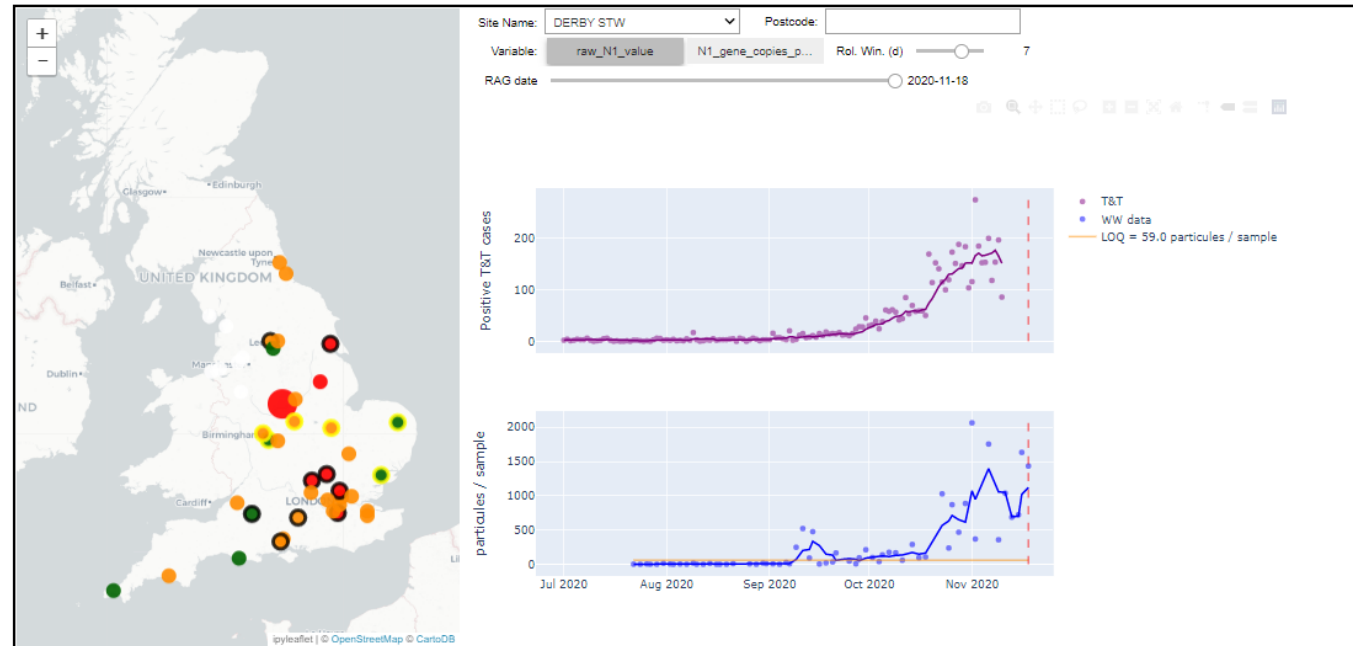 +
−
Glasgow
Edinburgh
Newcastle upon
Tyne
UNITED KINGDOM
Belfast
Dublin
Birmingham
Cardiff
ipyleaflet | © OpenStreetMap © CartoDB
Site Name: DERBY STW Postcode:
Variable: raw_N1_value N1_gene_copies_p... Rol. Win. (d) 7
RAG date 2020-11-18
Positive T&T cases
200
100
0
T&T
WW data
LOQ = 59.0 particules / sample
particules / sample
2000
1500
1000
500
0
Jul 2020 Aug 2020 Sep 2020 Oct 2020 Nov 2020